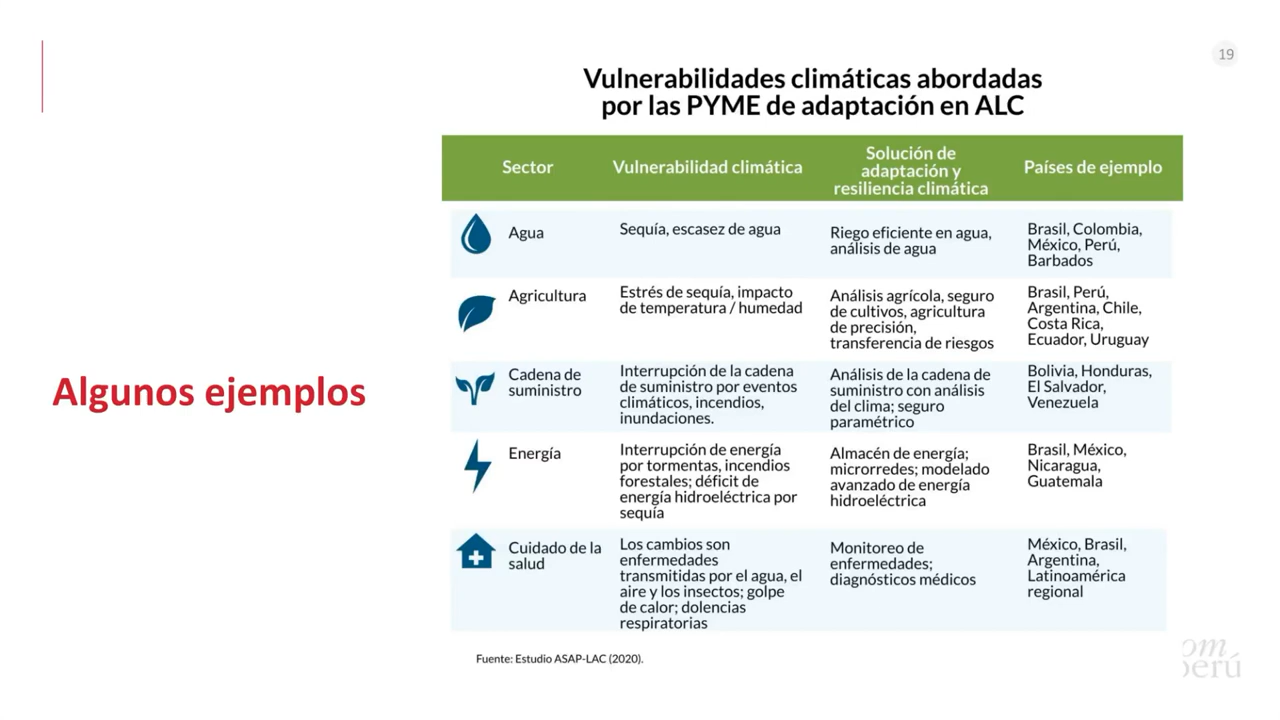 19
Vulnerabilidades climáticas abordadas
por las PYME de adaptación en ALC
Sector
Vulnerabilidad climática
Solución de
adaptación y
resiliencia climática
Países de ejemplo
Agua
Sequía, escasez de agua
Riego eficiente en agua,
análisis de agua
Brasil, Colombia,
México, Perú,
Barbados
Agricultura
Estrés de sequía, impacto
de temperatura / humedad
Análisis agrícola, seguro
de cultivos, agricultura
de precisión,
transferencia de riesgos
Brasil, Perú,
Argentina, Chile,
Costa Rica,
Ecuador, Uruguay
Algunos ejemplos
Cadena de
suministro
Interrupción de la cadena
de suministro por eventos
climáticos, incendios,
inundaciones.
Análisis de la cadena de
suministro con análisis
del clima; seguro
paramétrico
Bolivia, Honduras,
El Salvador,
Venezuela
Energía
Interrupción de energía
por tormentas, incendios
forestales; déficit de
energía hidroeléctrica por
sequía
Almacén de energía;
microrredes; modelado
avanzado de energía
hidroeléctrica
Brasil, México,
Nicaragua,
Guatemala
Cuidado de la
salud
Los cambios son
enfermedades
transmitidas por el agua, el
aire y los insectos; golpe
de calor; dolencias
respiratorias
Monitoreo de
enfermedades;
diagnósticos médicos
México, Brasil,
Argentina,
Latinoamérica
regional
Fuente: Estudio ASAP-LAC (2020).
om
perú